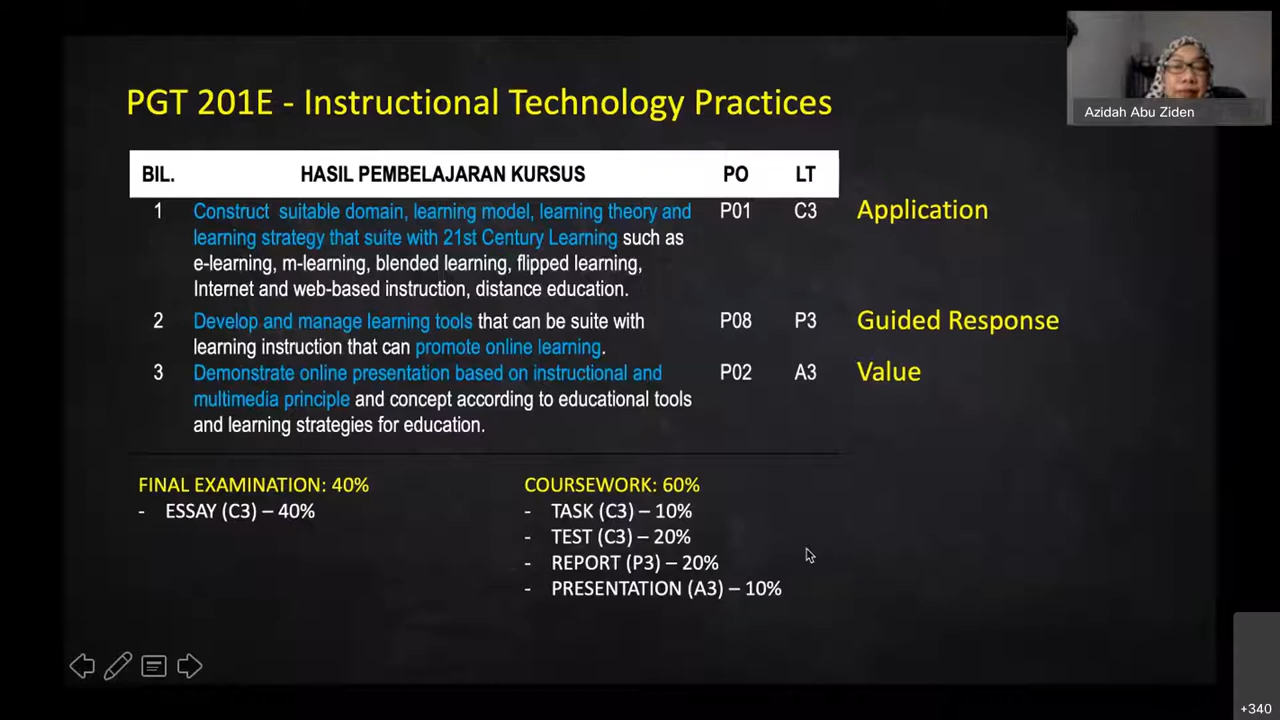 Azidah Abu Ziden
PGT 201E - Instructional Technology Practices
BIL. HASIL PEMBELAJARAN KURSUS PO LT
1 Construct suitable domain, learning model, learning theory and P01 C3 Application
learning strategy that suite with 21st Century Learning such as
e-learning, m-learning, blended learning, flipped learning,
Internet and web-based instruction, distance education.
2 Develop and manage learning tools that can be suite with P08 P3 Guided Response
learning instruction that can promote online learning.
3 Demonstrate online presentation based on instructional and P02 A3 Value
multimedia principle and concept according to educational tools
and learning strategies for education.
FINAL EXAMINATION: 40%
- ESSAY (C3) – 40%
COURSEWORK: 60%
- TASK (C3) – 10%
- TEST (C3) – 20%
- REPORT (P3) – 20%
- PRESENTATION (A3) – 10%
+340